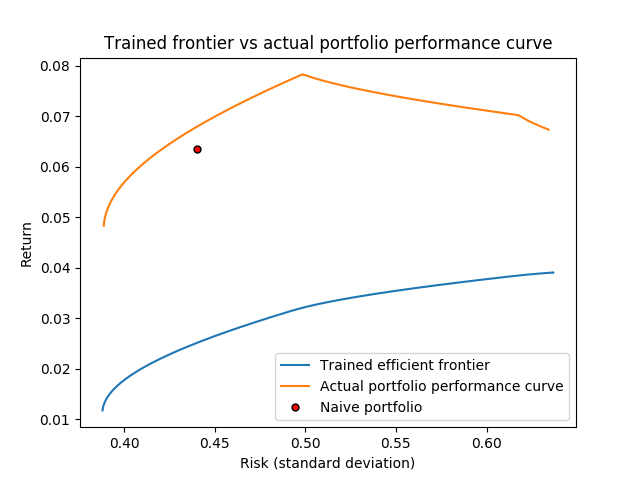 Trained frontier vs actual portfolio performance curve
0.08
0.07
0.06
0.05
0.04
0.03
0.02
0.01
Return
Trained efficient frontier
Actual portfolio performance curve
Naive portfolio
0.40 0.45 0.50 0.55 0.60
Risk (standard deviation)